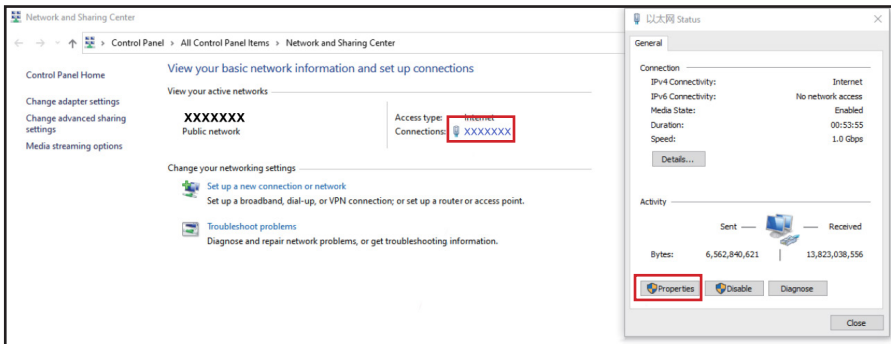 Network and Sharing Center
Control Panel > All Control Panel Items > Network and Sharing Center
Control Panel Home
Change adapter settings
Change advanced sharing
settings
Media streaming options
View your basic network information and set up connections
View your active networks
XXXXXXX
Public network
Access type: Internet
Connections: XXXXXXX
Change your networking settings
Set up a new connection or network
Set up a broadband, dial-up, or VPN connection; or set up a router or access point.
Troubleshoot problems
Diagnose and repair network problems, or get troubleshooting information.
以太网 Status
General
Connection
IPv4 Connectivity: Internet
IPv6 Connectivity: No network access
Media State: Enabled
Duration: 00:53:55
Speed: 1.0 Gbps
Details...
Activity
Sent — — Received
Bytes: 6,562,840,621 | 13,823,038,556
Properties Disable Diagnose
Close